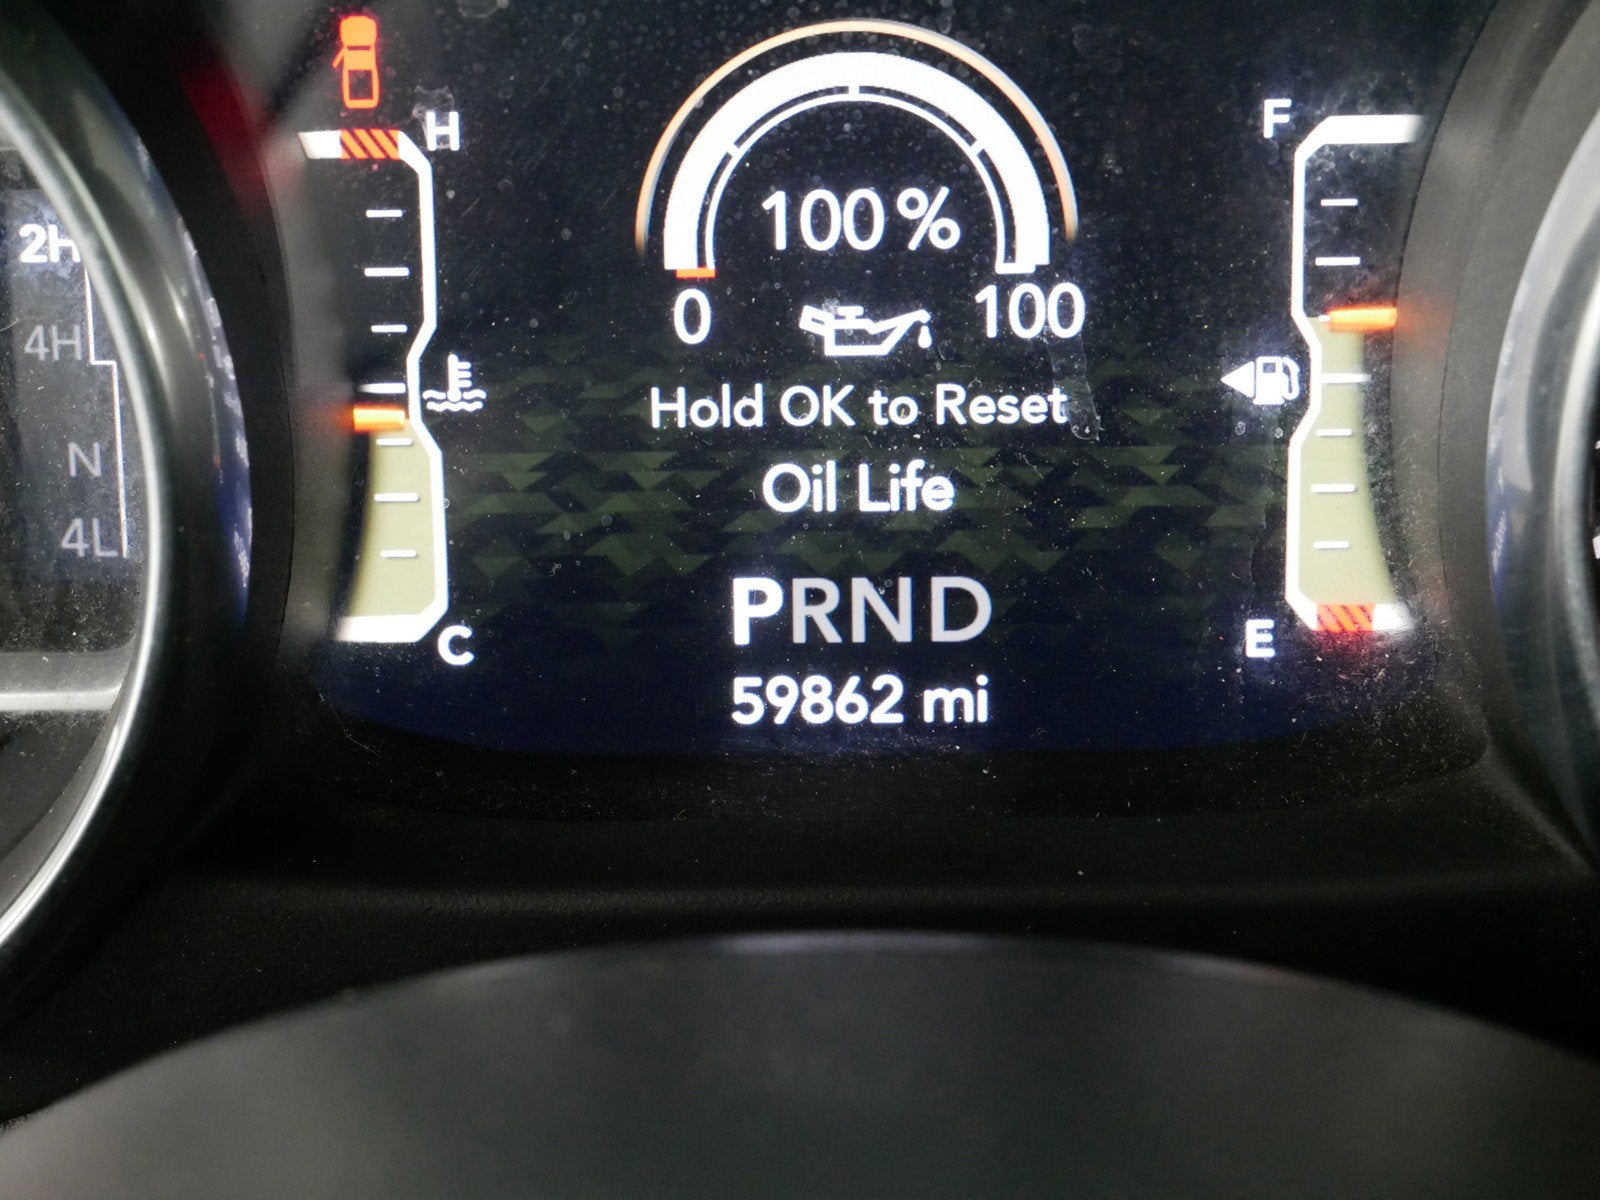 H
F
2H
100 %
0
100
4H
Hold OK to Reset
N
Oil Life
4L
PRND
C
E
59862 mi